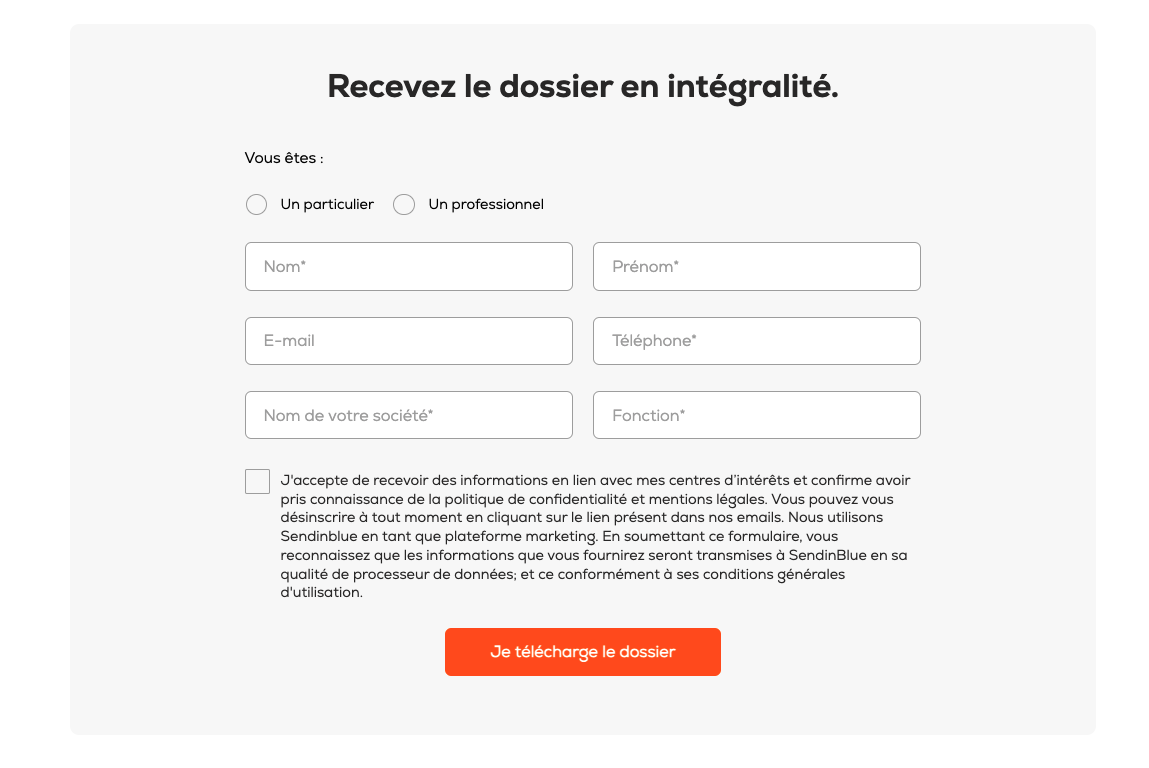 Recevez le dossier en intégralité.
Vous êtes :
Un particulier Un professionnel
Nom* Prénom*
E-mail Téléphone*
Nom de votre société* Fonction*
J'accepte de recevoir des informations en lien avec mes centres d'intérêts et confirme avoir
pris connaissance de la politique de confidentialité et mentions légales. Vous pouvez vous
désinscrire à tout moment en cliquant sur le lien présent dans nos emails. Nous utilisons
Sendinblue en tant que plateforme marketing. En soumettant ce formulaire, vous
reconnaissez que les informations que vous fournirez seront transmises à SendinBlue en sa
qualité de processeur de données; et ce conformément à ses conditions générales
d'utilisation.
Je télécharge le dossier